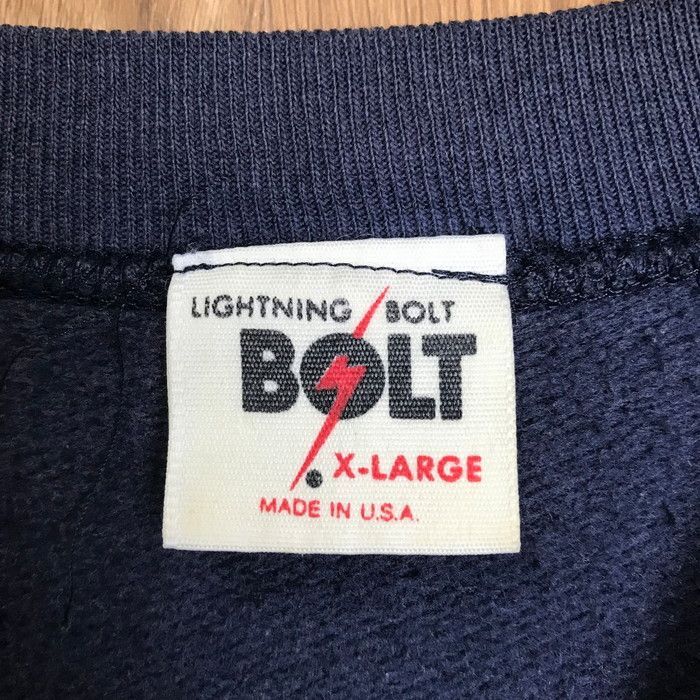 LIGHTNING BOLT
BOLT
X-LARGE
MADE IN U.S.A.